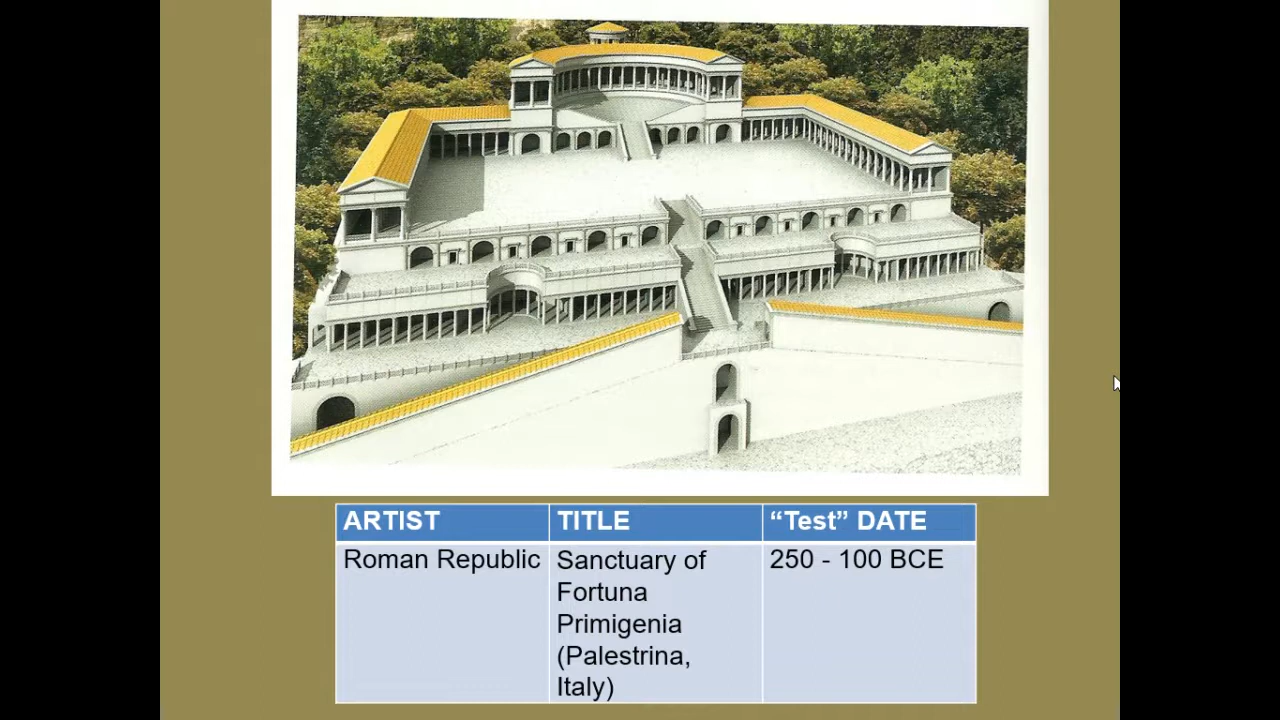 ARTIST TITLE “Test” DATE
Roman Republic Sanctuary of 250 - 100 BCE
Fortuna
Primigenia
(Palestrina,
Italy)